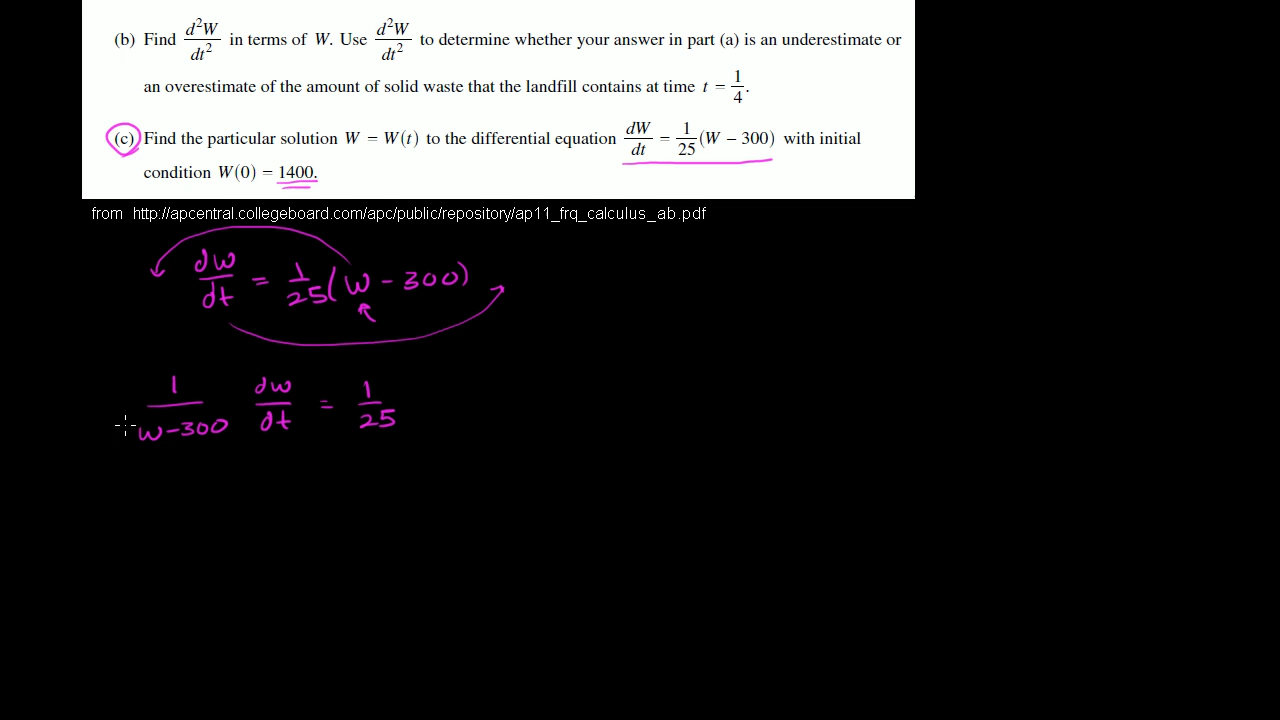 (b) Find d²W/dt² in terms of W. Use d²W/dt² to determine whether your answer in part (a) is an underestimate or
an overestimate of the amount of solid waste that the landfill contains at time t = 1/4.
(c) Find the particular solution W = W(t) to the differential equation dW/dt = 1/25 (W − 300) with initial
condition W(0) = 1400.
from http://apcentral.collegeboard.com/apc/public/repository/ap11_frq_calculus_ab.pdf
dw/dt = 1/25 (w − 300)
1/(w−300) dw/dt = 1/25